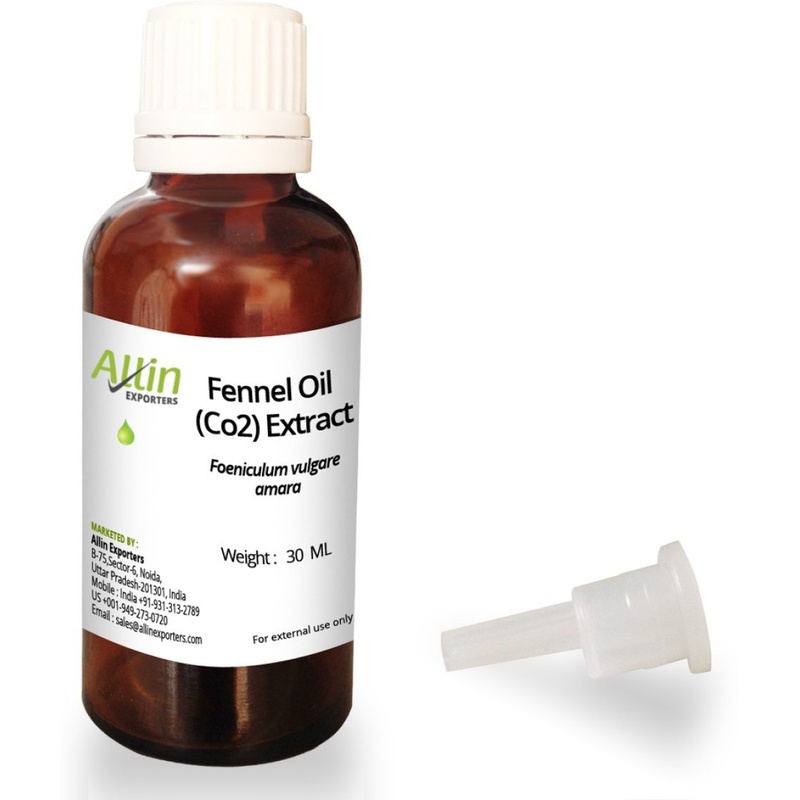 Allin
EXPORTERS
Fennel Oil
(Co2) Extract
Foeniculum vulgare
amara
Weight : 30 ML
MARKETED BY :
Allin Exporters
B-75,Sector-6, Noida,
Uttar Pradesh-201301, India
Mobile : India +91-931-313-2789
US +001-949-273-0720
Email : sales@allinexporters.com
For external use only